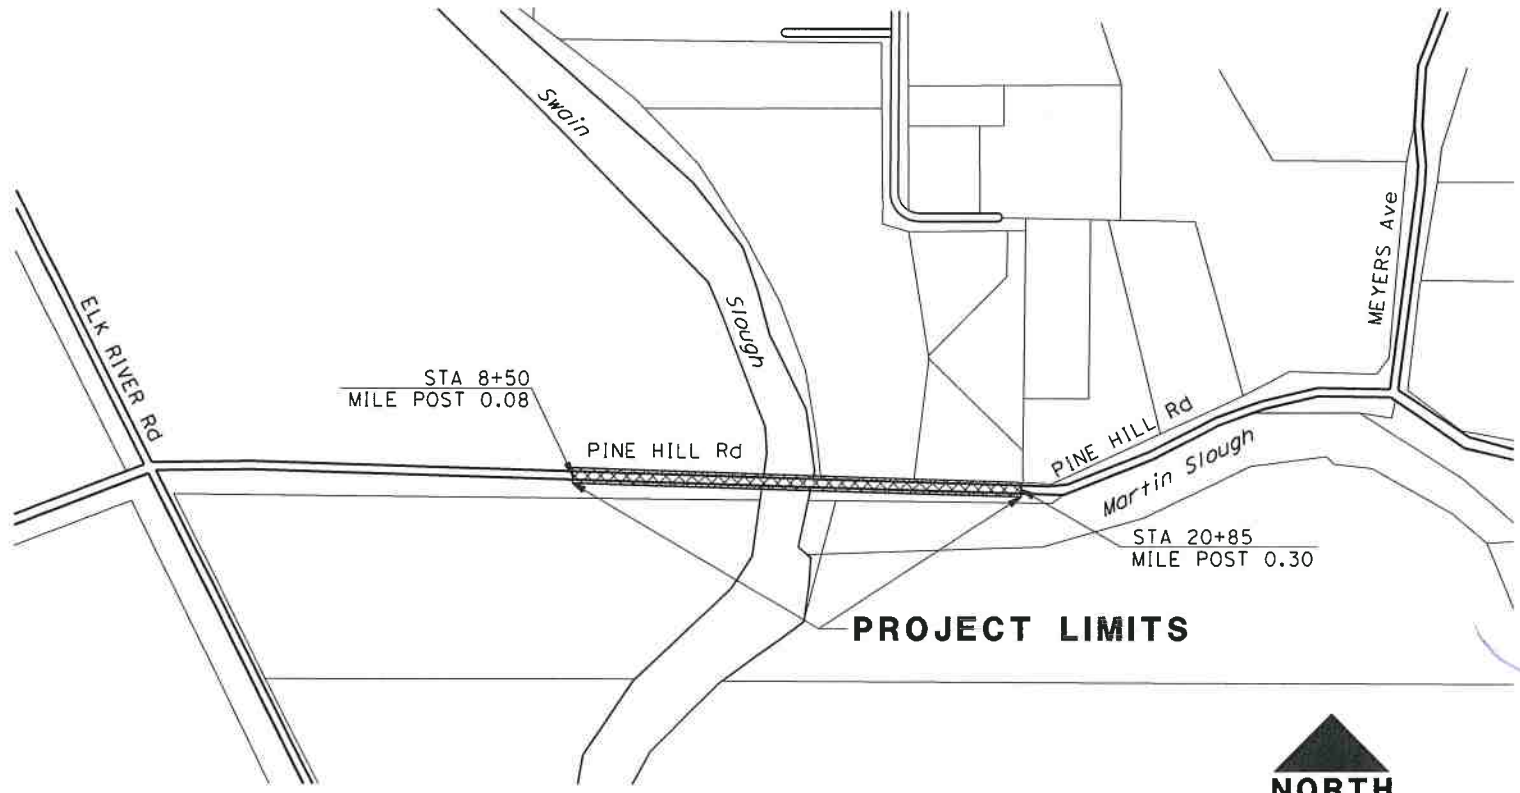 Swain
Slough
ELK RIVER Rd
MEYERS Ave
STA 8+50
MILE POST 0.08
PINE HILL Rd
PINE HILL Rd
Martin Slough
STA 20+85
MILE POST 0.30
PROJECT LIMITS
NORTH